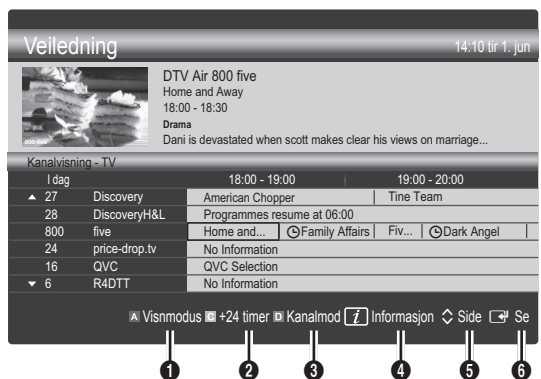 Veiledning 14:10 tir 1. jun
DTV Air 800 five
Home and Away
18:00 - 18:30
Drama
Dani is devastated when scott makes clear his views on marriage...
800 five
Kanalvisning - TV
I dag 18:00 - 19:00 19:00 - 20:00
▲ 27 Discovery American Chopper Tine Team
28 DiscoveryH&L Programmes resume at 06:00
800 five Home and... Family Affairs Fiv... Dark Angel
24 price-drop.tv No Information
16 QVC QVC Selection
▼ 6 R4DTT No Information
A Visnmodus C +24 timer D Kanalmod i Informasjon Side Se
1 2 3 4 5 6